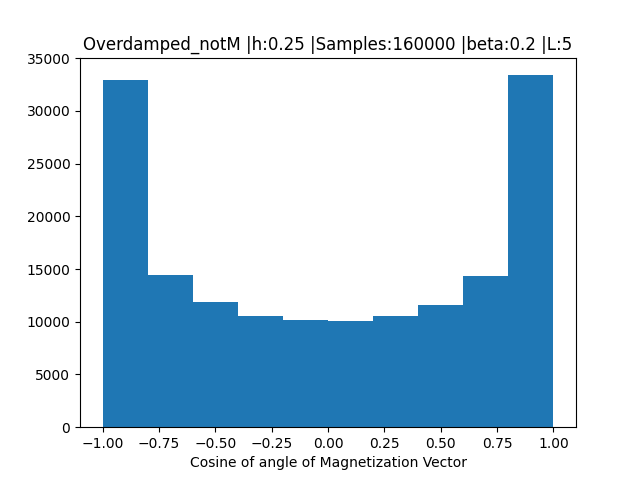 Overdamped_notM |h:0.25 |Samples:160000 |beta:0.2 |L:5
35000
30000
25000
20000
15000
10000
5000
0
−1.00 −0.75 −0.50 −0.25 0.00 0.25 0.50 0.75 1.00
Cosine of angle of Magnetization Vector